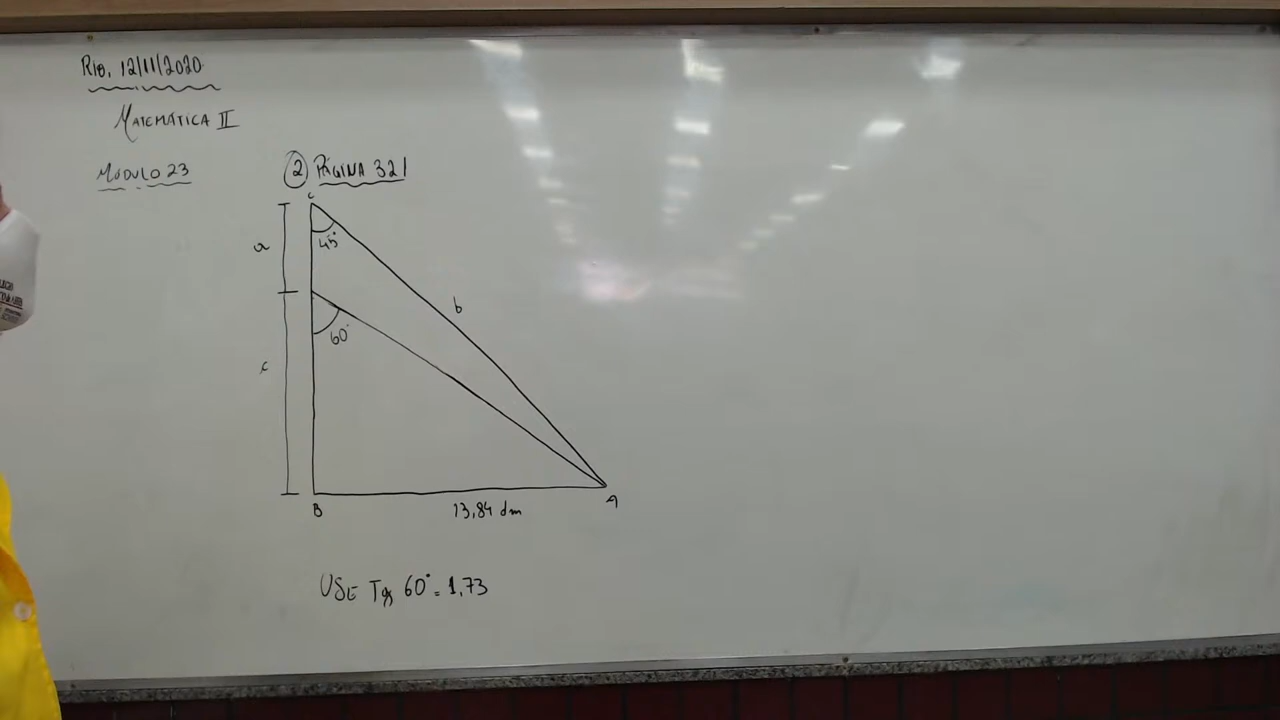 Rio, 12/11/2020
Matemática II
Módulo 23
2 Página 321
C
45°
a
b
60°
c
B
13,84 dm
A
Use Tg 60° = 1,73